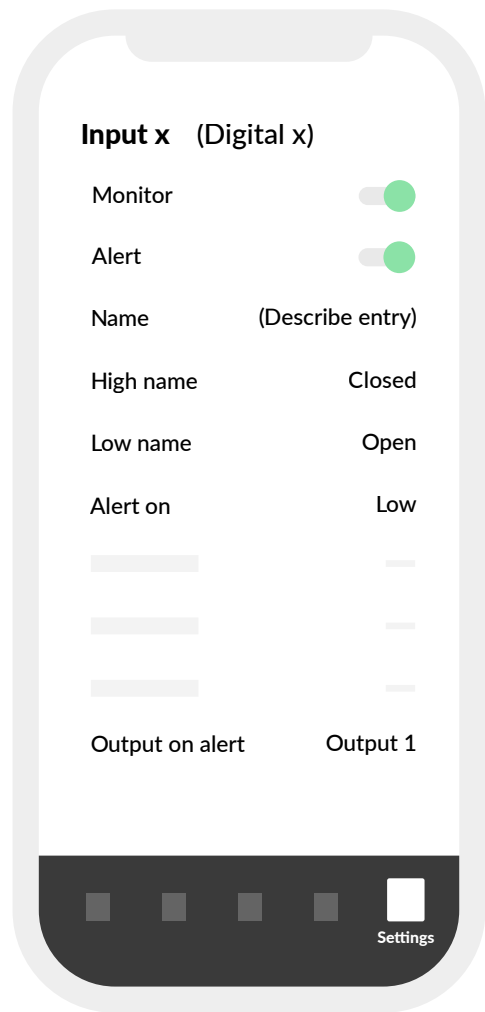 Input x (Digital x)
Monitor
Alert
Name (Describe entry)
High name Closed
Low name Open
Alert on Low
Output on alert Output 1
Settings